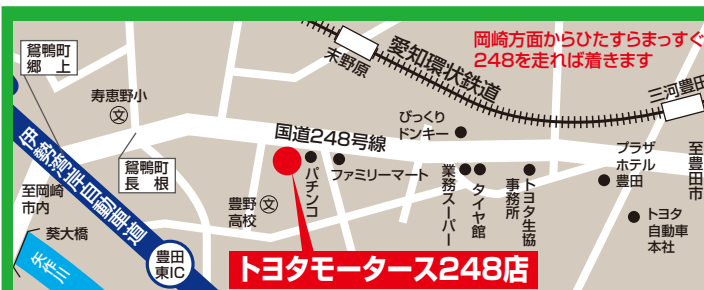 岡崎方面からひたすらまっすぐ
248を走れば着きます
鴛鴨町
郷上
寿恵野小
文
末野原
愛知環状鉄道
三河豊田
びっくり
ドンキー
国道248号線
伊勢湾岸自動車道
鴛鴨町
長根
至岡崎
市内
葵大橋
矢作川
豊田
東IC
豊野
高校
文
パチンコ
ファミリーマート
業務スーパー
タイヤ館
トヨタ生協
事務所
プラザ
ホテル
豊田
至豊田市
トヨタ
自動車
本社
トヨタモータース248店